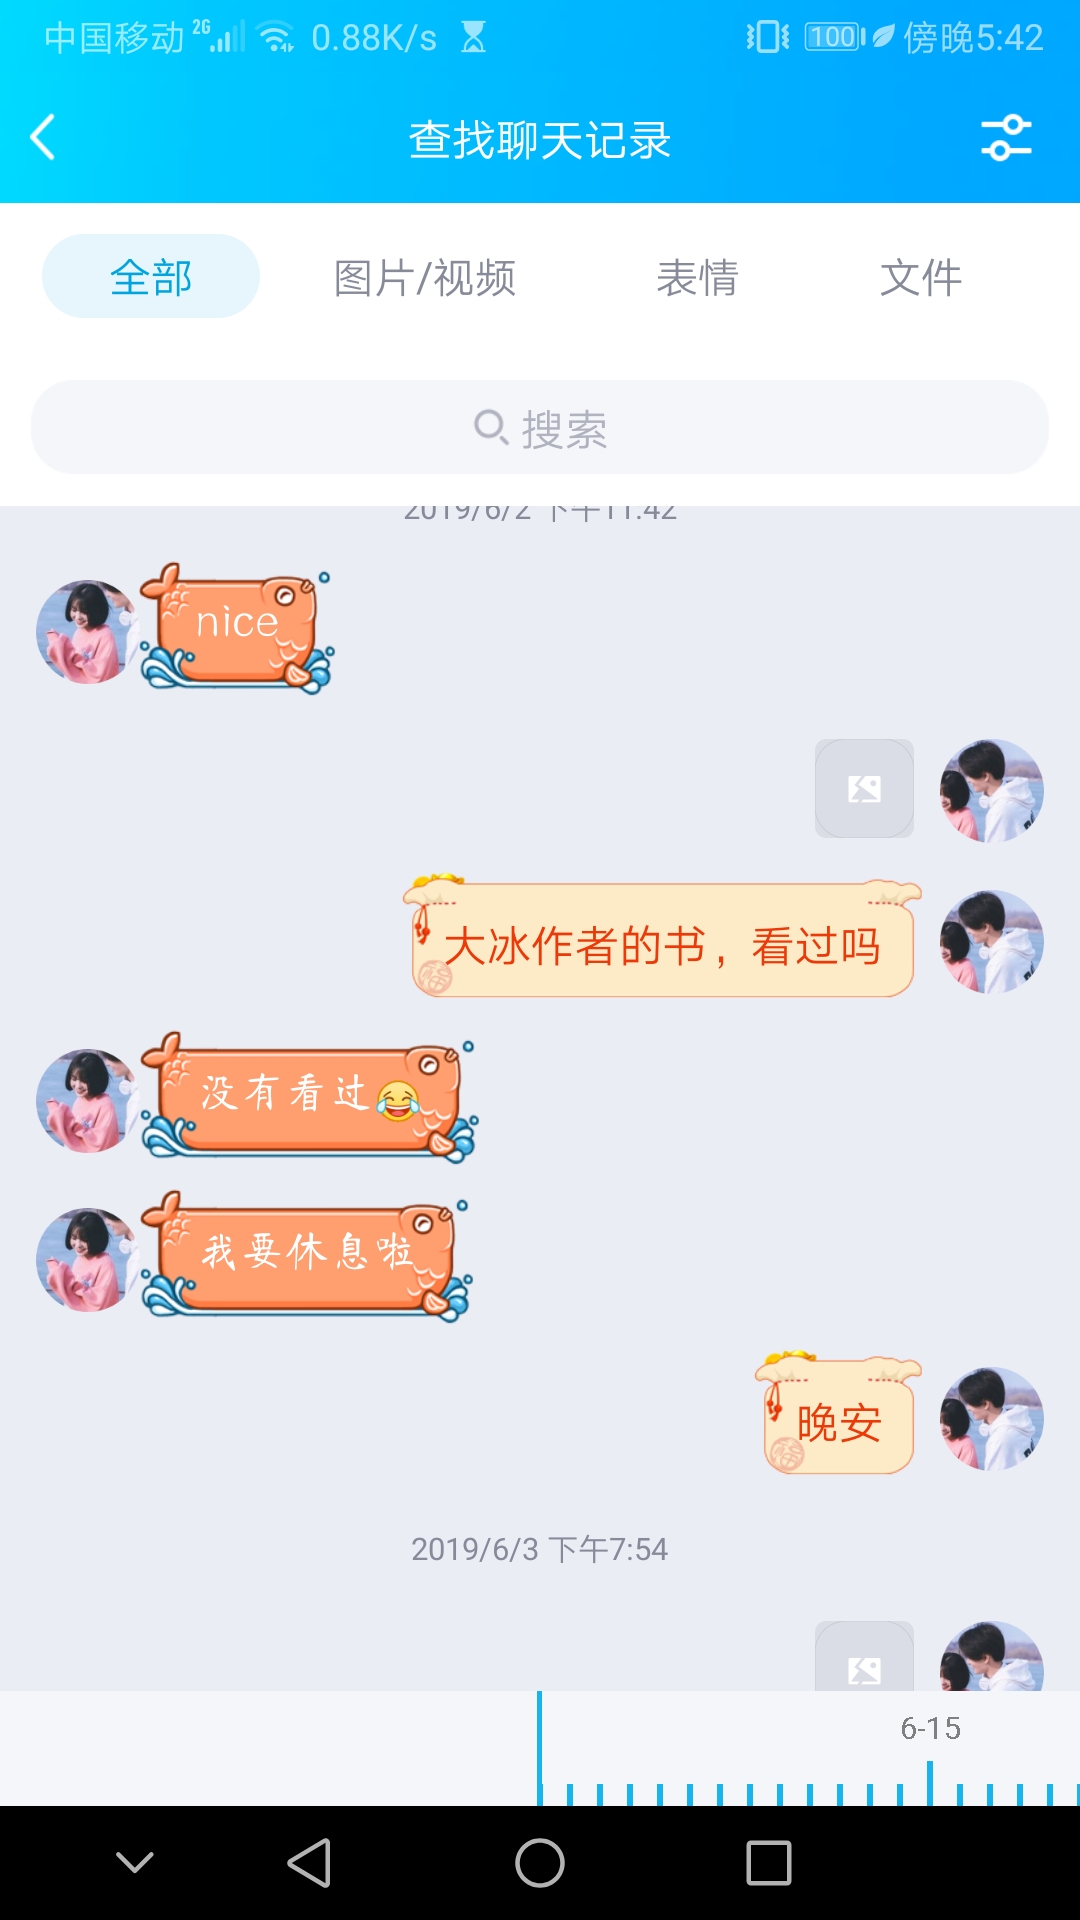 中国移动 2G 0.88K/s 100 傍晚5:42
查找聊天记录
全部 图片/视频 表情 文件
搜索
2019/6/2 下午11:42
nice
大冰作者的书，看过吗
福
没有看过😂
我要休息啦
晚安
福
2019/6/3 下午7:54
6-15